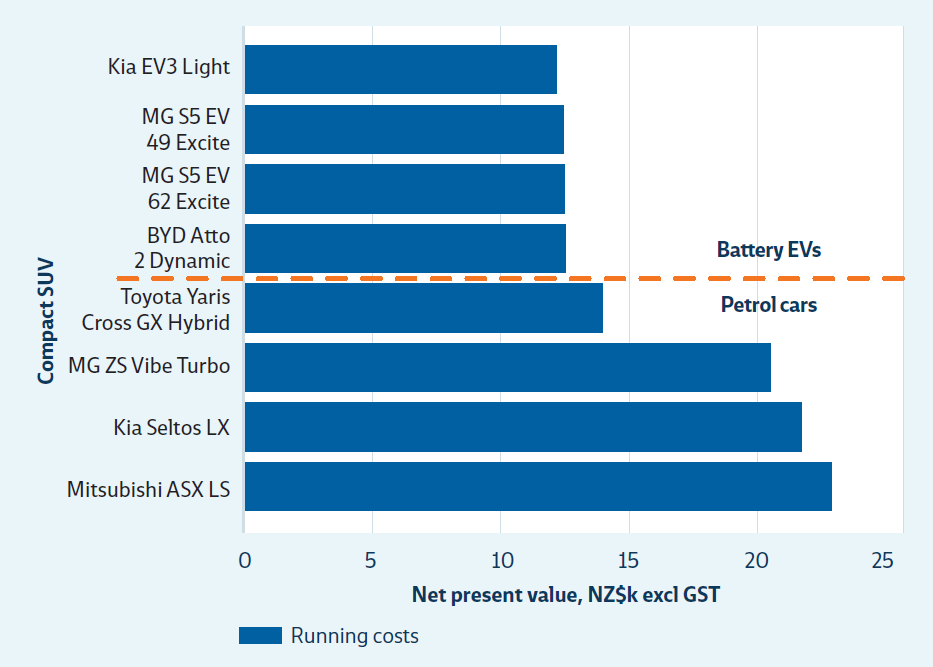 Kia EV3 Light
MG S5 EV
49 Excite
MG S5 EV
62 Excite
BYD Atto
2 Dynamic
Battery EVs
Toyota Yaris
Cross GX Hybrid
Petrol cars
MG ZS Vibe Turbo
Kia Seltos LX
Mitsubishi ASX LS
Compact SUV
0 5 10 15 20 25
Net present value, NZ$k excl GST
Running costs